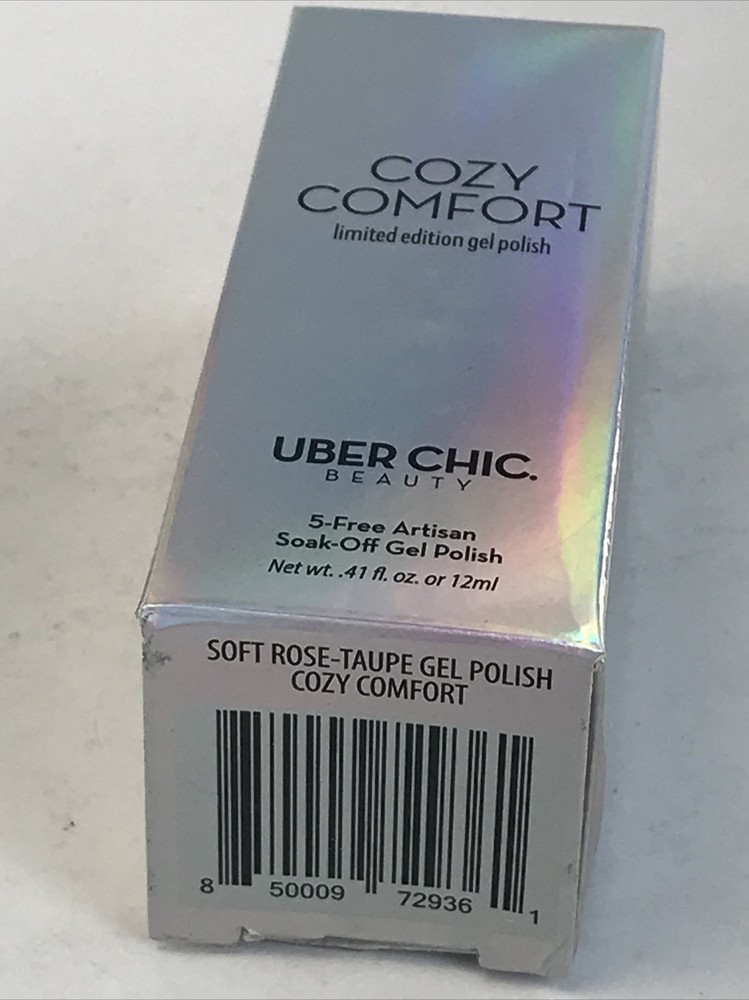 COZY
COMFORT
limited edition gel polish
UBER CHIC.
BEAUTY
5-Free Artisan
Soak-Off Gel Polish
Net wt. .41 fl. oz. or 12ml
SOFT ROSE-TAUPE GEL POLISH
COZY COMFORT
8 50009 72936 1